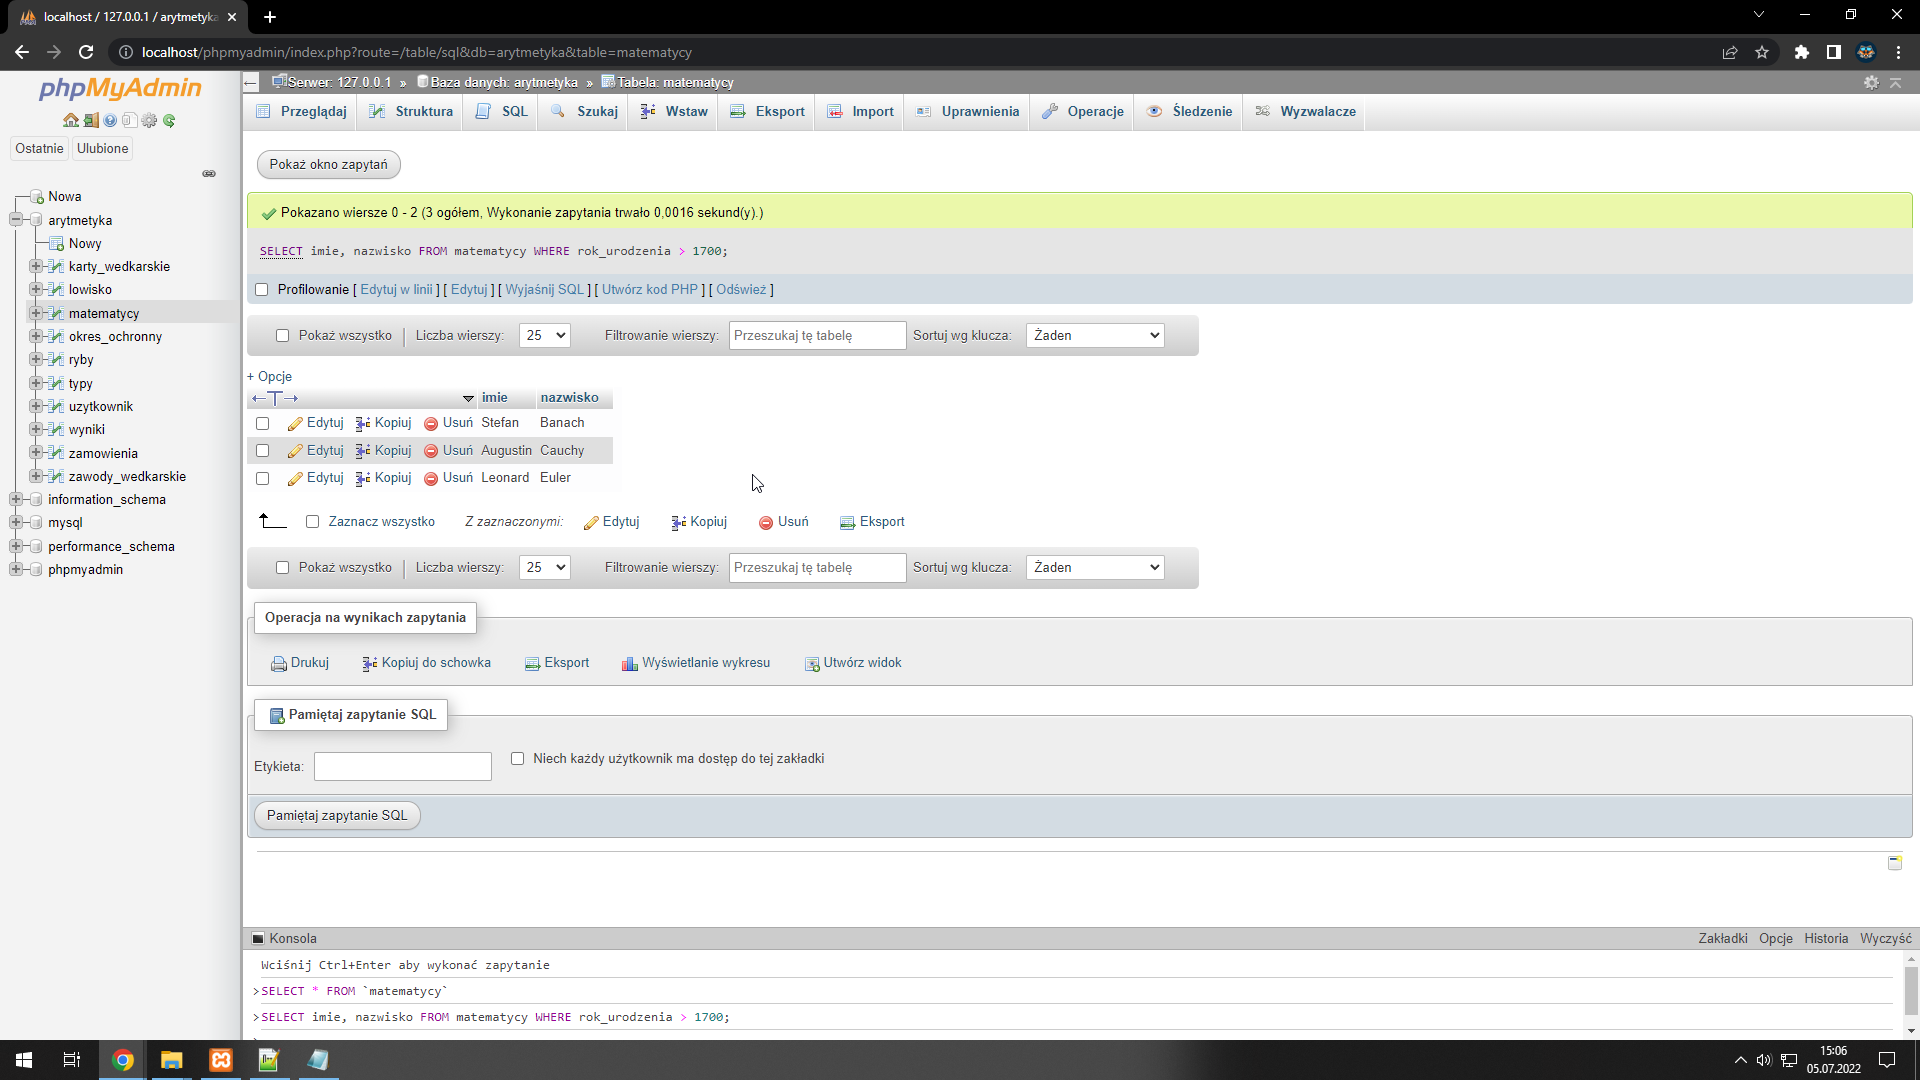 localhost / 127.0.0.1 / arytmetyka
localhost/phpmyadmin/index.php?route=/table/sql&db=arytmetyka&table=matematycy
phpMyAdmin
Ostatnie Ulubione
Nowa
arytmetyka
Nowy
karty_wedkarskie
lowisko
matematycy
okres_ochronny
ryby
typy
uzytkownik
wyniki
zamowienia
zawody_wedkarskie
information_schema
mysql
performance_schema
phpmyadmin
Serwer: 127.0.0.1 » Baza danych: arytmetyka » Tabela: matematycy
Przeglądaj Struktura SQL Szukaj Wstaw Eksport Import Uprawnienia Operacje Śledzenie Wyzwalacze
Pokaż okno zapytań
Pokazano wiersze 0 - 2 (3 ogółem, Wykonanie zapytania trwało 0,0016 sekund(y).)
SELECT imie, nazwisko FROM matematycy WHERE rok_urodzenia > 1700;
Profilowanie [ Edytuj w linii ] [ Edytuj ] [ Wyjaśnij SQL ] [ Utwórz kod PHP ] [ Odśwież ]
Pokaż wszystko | Liczba wierszy: 25 Filtrowanie wierszy: Przeszukaj tę tabelę Sortuj wg klucza: Żaden
+ Opcje
←T→ imie nazwisko
Edytuj Kopiuj Usuń Stefan Banach
Edytuj Kopiuj Usuń Augustin Cauchy
Edytuj Kopiuj Usuń Leonard Euler
Zaznacz wszystko Z zaznaczonymi: Edytuj Kopiuj Usuń Eksport
Pokaż wszystko | Liczba wierszy: 25 Filtrowanie wierszy: Przeszukaj tę tabelę Sortuj wg klucza: Żaden
Operacja na wynikach zapytania
Drukuj Kopiuj do schowka Eksport Wyświetlanie wykresu Utwórz widok
Pamiętaj zapytanie SQL
Etykieta: Niech każdy użytkownik ma dostęp do tej zakładki
Pamiętaj zapytanie SQL
Konsola Zakładki Opcje Historia Wyczyść
Wciśnij Ctrl+Enter aby wykonać zapytanie
>SELECT * FROM `matematycy`
>SELECT imie, nazwisko FROM matematycy WHERE rok_urodzenia > 1700;
15:06
05.07.2022